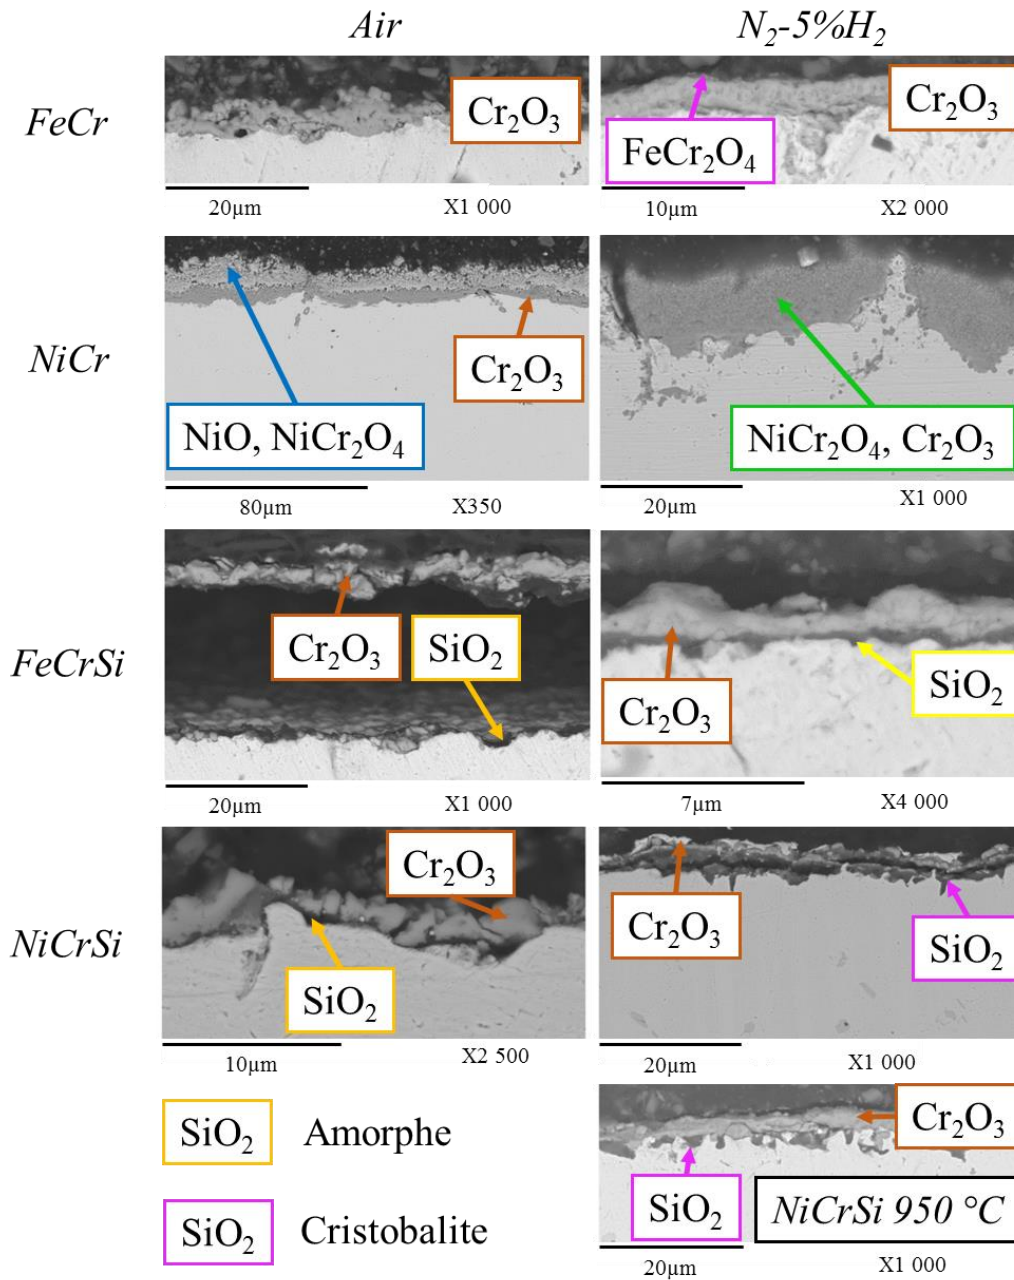 Air
N₂-5%H₂
FeCr
Cr₂O₃
FeCr₂O₄
Cr₂O₃
20µm
X1 000
10µm
X2 000
NiCr
NiO, NiCr₂O₄
Cr₂O₃
NiCr₂O₄, Cr₂O₃
80µm
X350
20µm
X1 000
FeCrSi
Cr₂O₃
SiO₂
Cr₂O₃
SiO₂
20µm
X1 000
7µm
X4 000
NiCrSi
Cr₂O₃
SiO₂
Cr₂O₃
SiO₂
10µm
X2 500
20µm
X1 000
SiO₂
Amorphe
SiO₂
Cristobalite
Cr₂O₃
SiO₂
NiCrSi 950 °C
20µm
X1 000